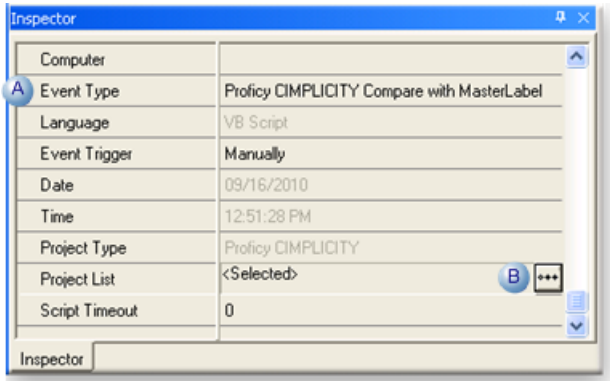 Inspector
Computer
A Event Type Proficy CIMPLICITY Compare with MasterLabel
Language VB Script
Event Trigger Manually
Date 09/16/2010
Time 12:51:28 PM
Project Type Proficy CIMPLICITY
Project List <Selected> B ...
Script Timeout 0
Inspector